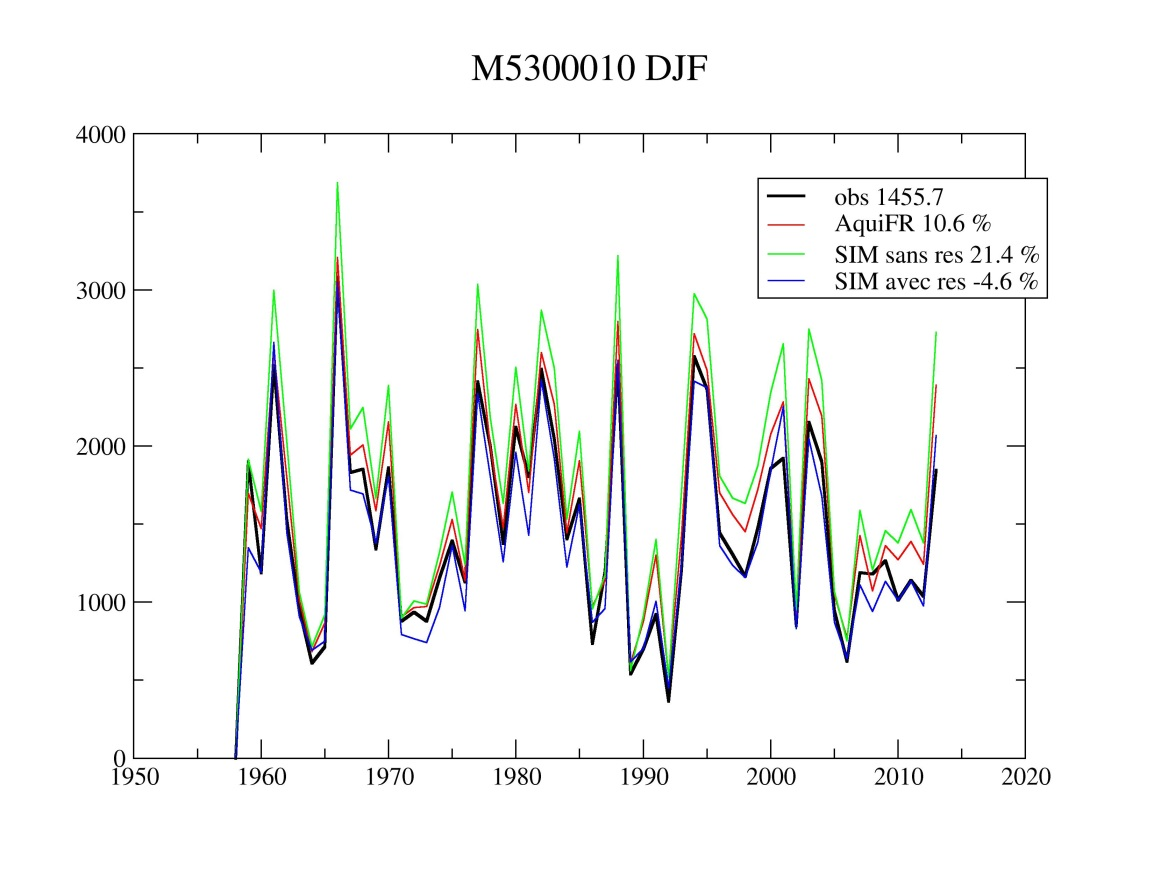 M5300010 DJF
4000
3000
2000
1000
0
obs 1455.7
AquiFR 10.6 %
SIM sans res 21.4 %
SIM avec res -4.6 %
1950 1960 1970 1980 1990 2000 2010 2020